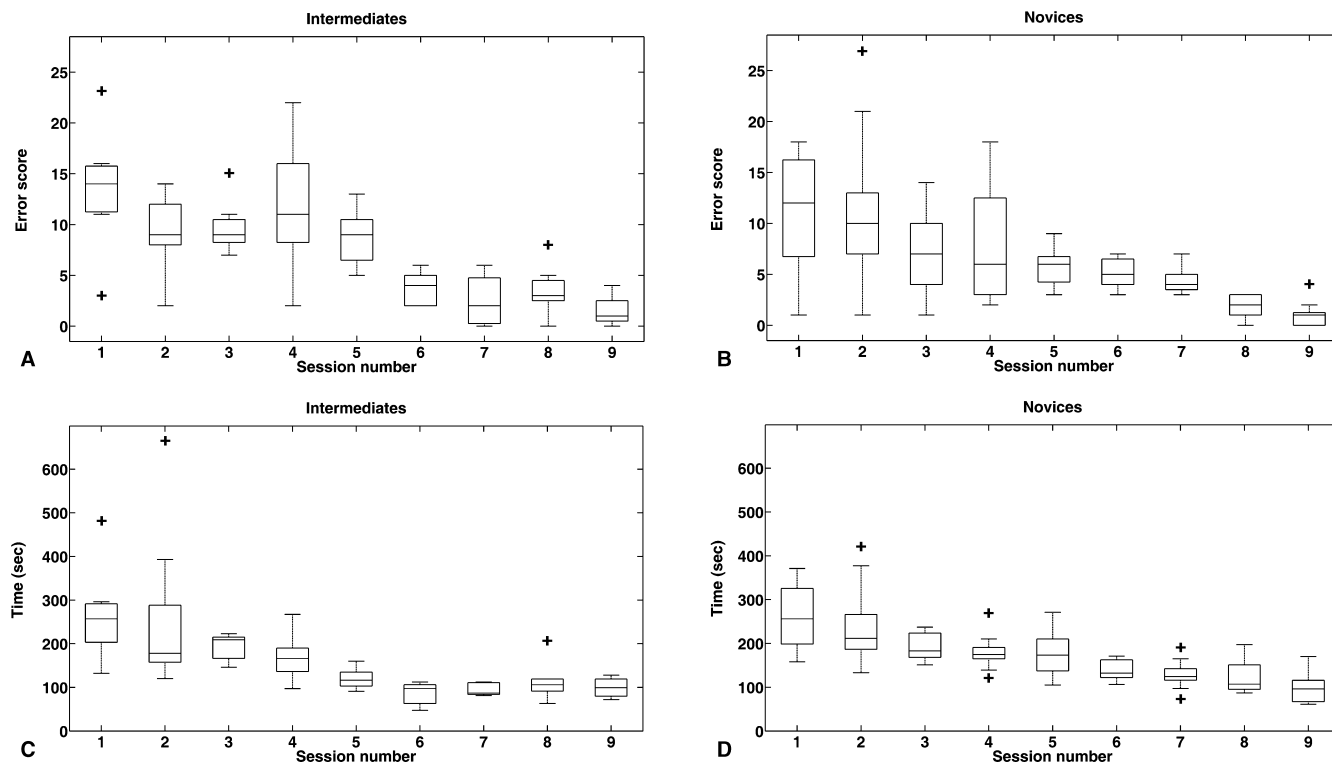 Intermediates
Error score
25
20
15
10
5
0
1 2 3 4 5 6 7 8 9
Session number
A
Novices
Error score
25
20
15
10
5
0
1 2 3 4 5 6 7 8 9
Session number
B
Intermediates
Time (sec)
600
500
400
300
200
100
0
1 2 3 4 5 6 7 8 9
Session number
C
Novices
Time (sec)
600
500
400
300
200
100
0
1 2 3 4 5 6 7 8 9
Session number
D